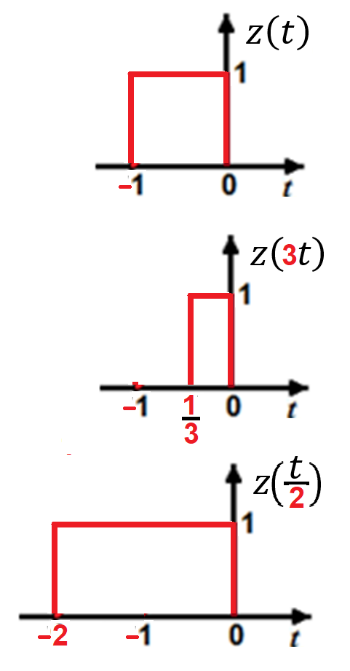 z(t)
1
−1 0 t
z(3t)
1
−1 1/3 0 t
z(t/2)
1
−2 −1 0 t